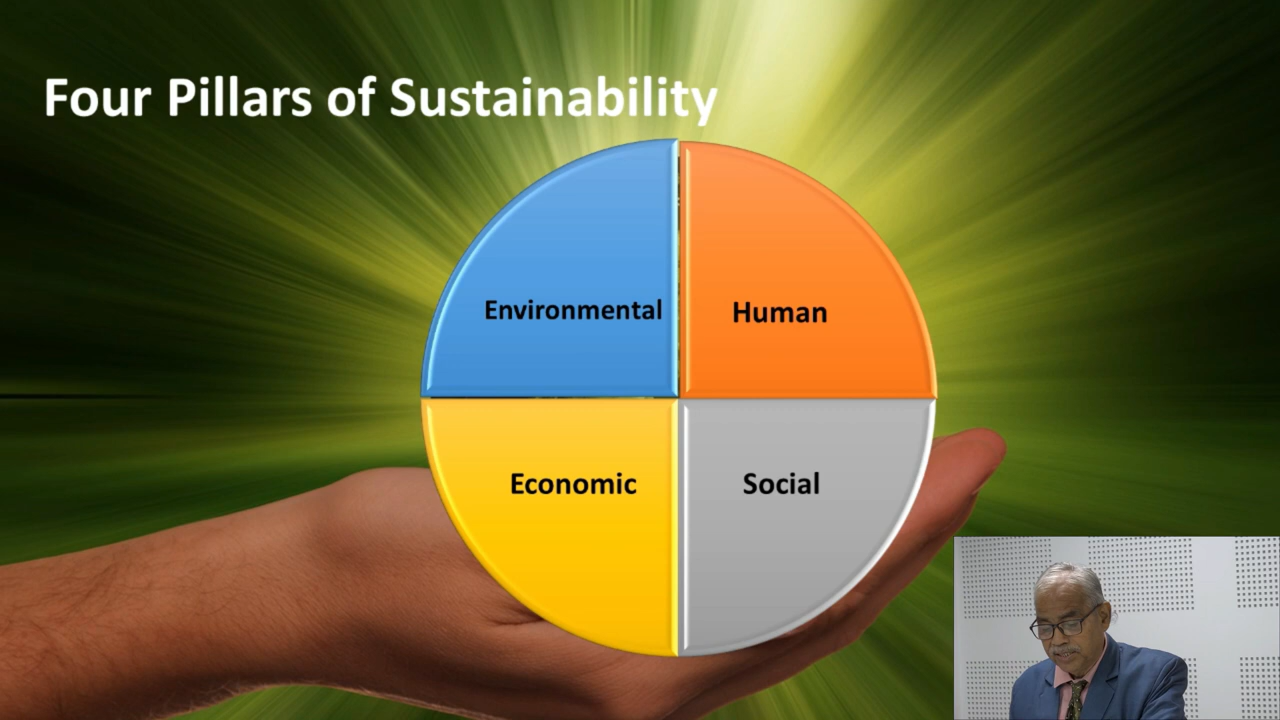 Four Pillars of Sustainability
Environmental
Human
Economic
Social